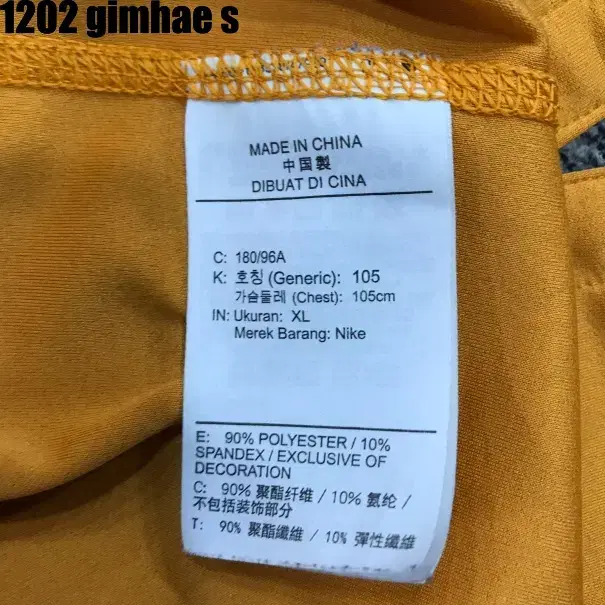 1202 gimhae s
MADE IN CHINA
中国製
DIBUAT DI CINA
C: 180/96A
K: 호칭 (Generic): 105
가슴둘레 (Chest): 105cm
IN: Ukuran: XL
Merek Barang: Nike
E: 90% POLYESTER / 10%
SPANDEX / EXCLUSIVE OF
DECORATION
C: 90% 聚酯纤维 / 10% 氨纶 /
不包括装饰部分
T: 90% 聚酯纖維 / 10% 彈性纖維